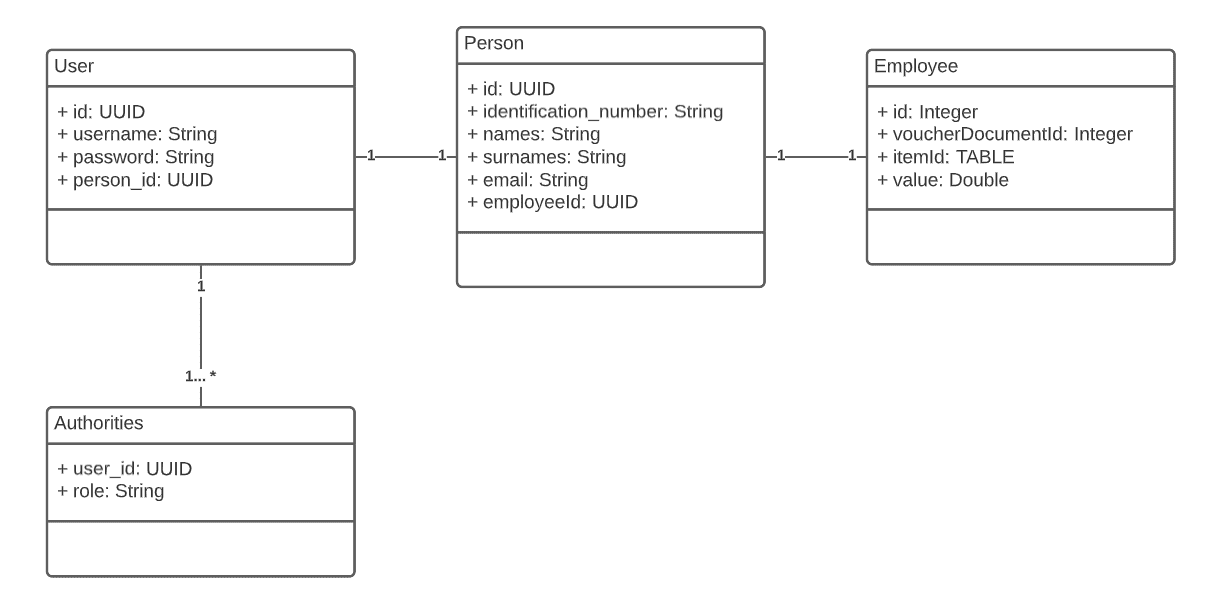 User
+ id: UUID
+ username: String
+ password: String
+ person_id: UUID
1
1
Person
+ id: UUID
+ identification_number: String
+ names: String
+ surnames: String
+ email: String
+ employeeId: UUID
1
1
Employee
+ id: Integer
+ voucherDocumentId: Integer
+ itemId: TABLE
+ value: Double
1
1... *
Authorities
+ user_id: UUID
+ role: String